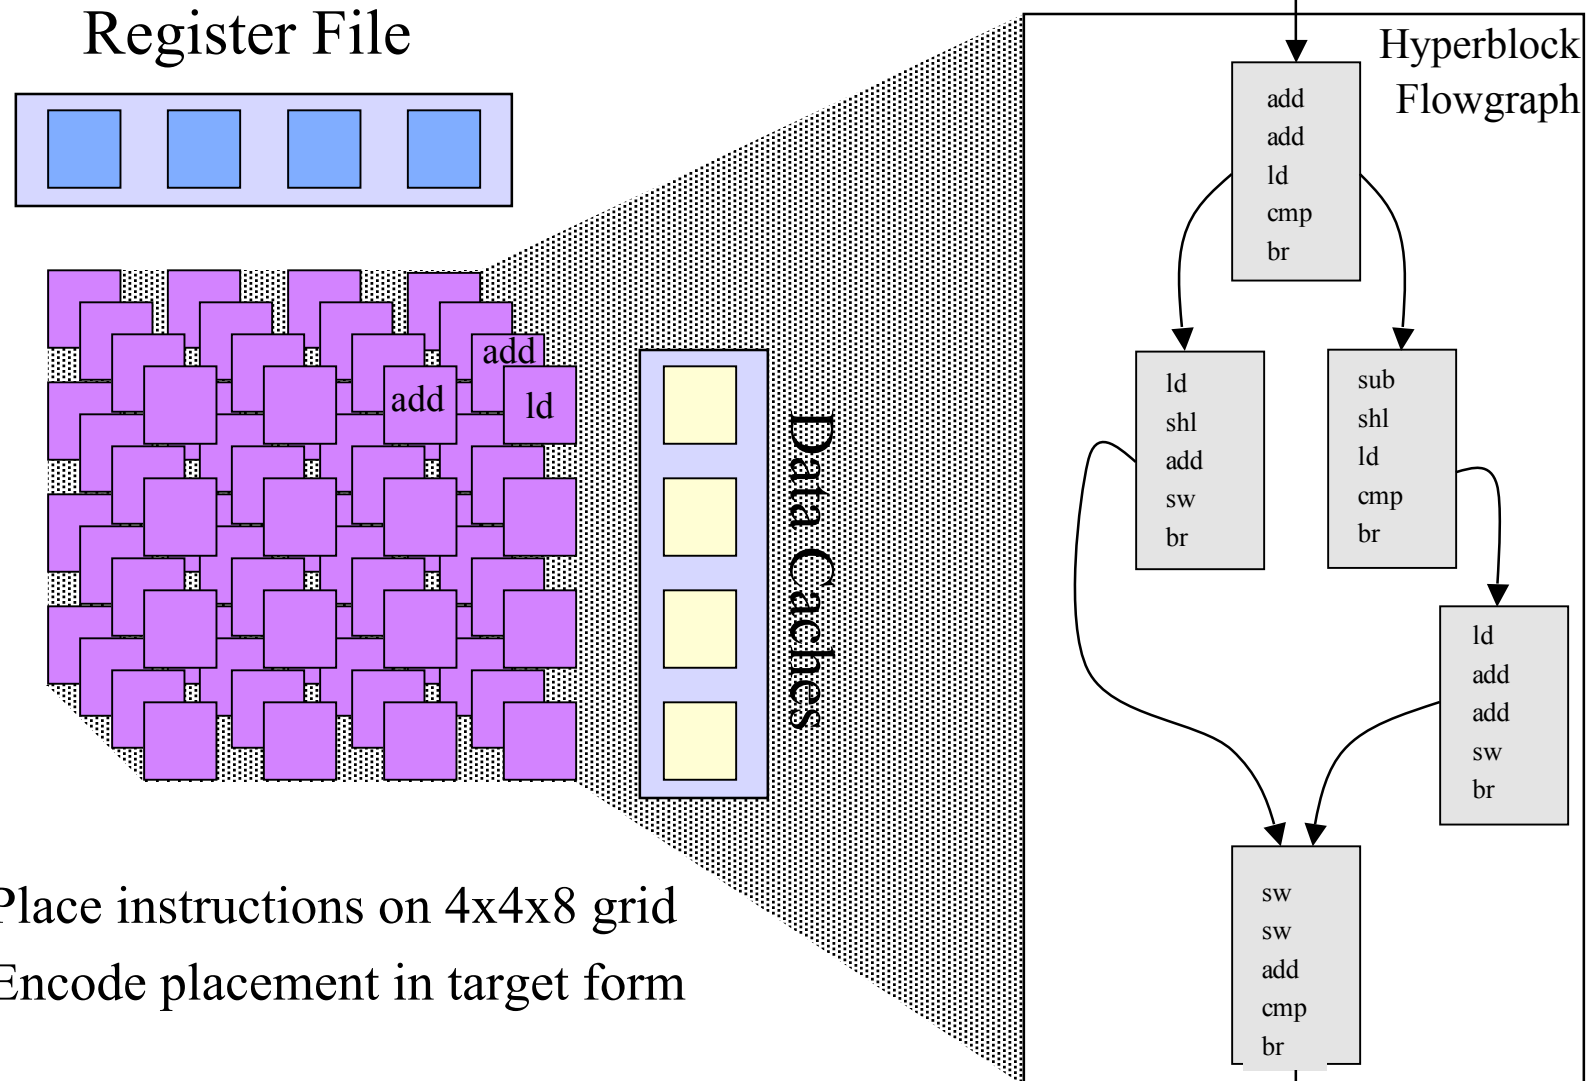 Register File
Hyperblock
Flowgraph
add
add
ld
cmp
br
add
add
ld
Data Caches
ld
shl
add
sw
br
sub
shl
ld
cmp
br
ld
add
add
sw
br
sw
sw
add
cmp
br
Place instructions on 4x4x8 grid
Encode placement in target form